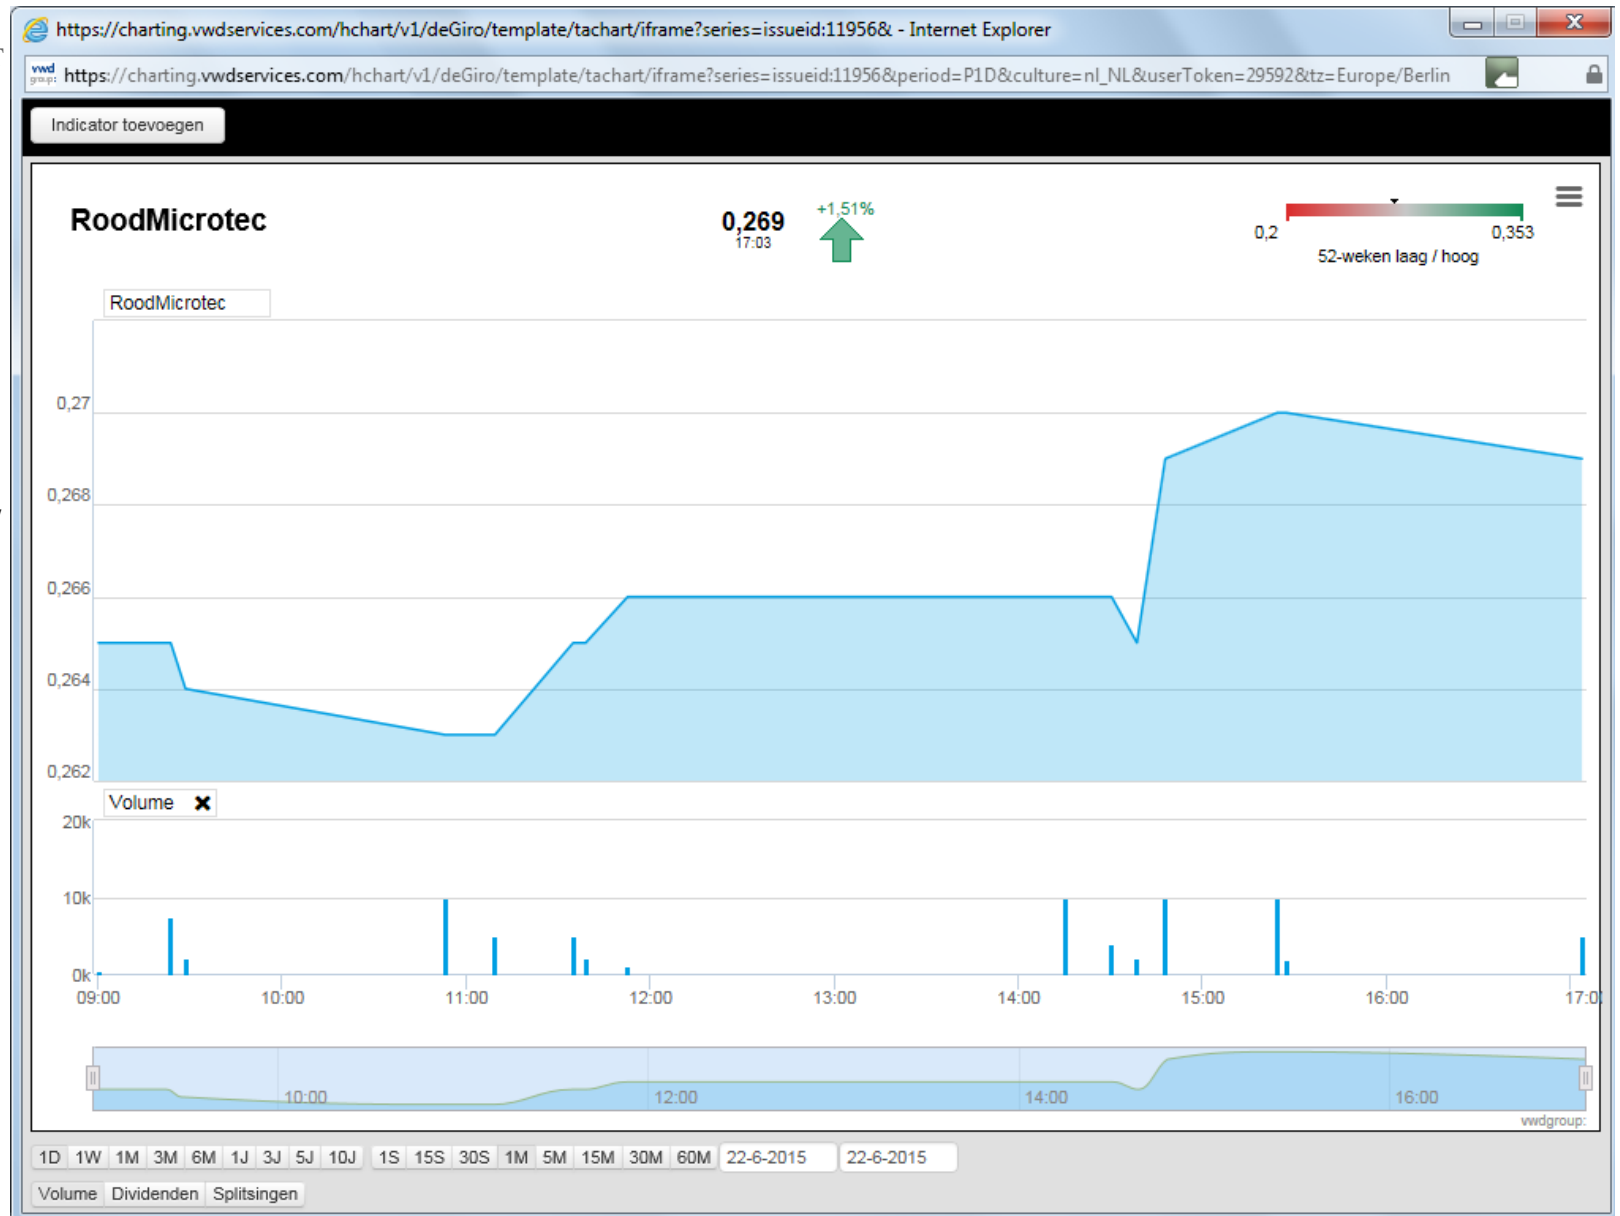 https://charting.vwdservices.com/hchart/v1/deGiro/template/tachart/iframe?series=issueid:11956& - Internet Explorer
vwd group: https://charting.vwdservices.com/hchart/v1/deGiro/template/tachart/iframe?series=issueid:11956&period=P1D&culture=nl_NL&userToken=29592&tz=Europe/Berlin
Indicator toevoegen
RoodMicrotec
0,269
17:03
+1,51%
0,2 0,353
52-weken laag / hoog
RoodMicrotec
0,27
0,268
0,266
0,264
0,262
Volume
20k
10k
0k
09:00 10:00 11:00 12:00 13:00 14:00 15:00 16:00 17:0
10:00 12:00 14:00 16:00
vwdgroup:
1D 1W 1M 3M 6M 1J 3J 5J 10J 1S 15S 30S 1M 5M 15M 30M 60M 22-6-2015 22-6-2015
Volume Dividenden Splitsingen